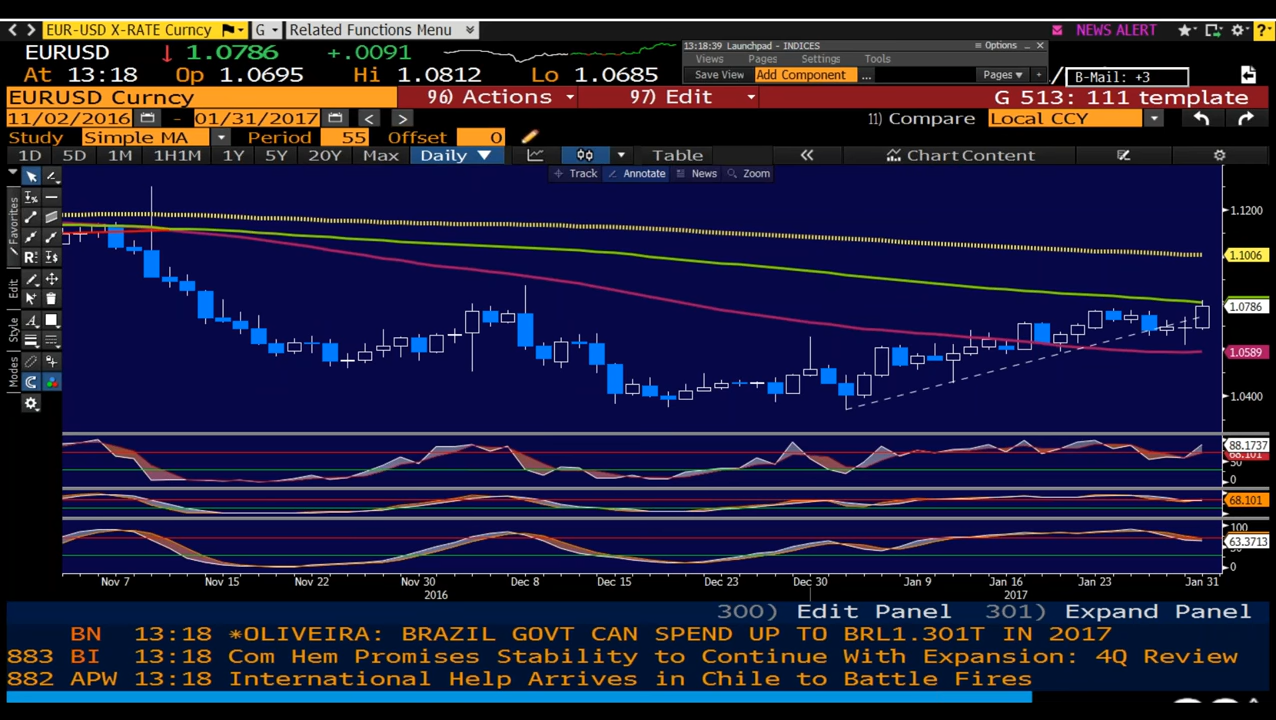 EUR-USD X-RATE Curncy G Related Functions Menu NEWS ALERT
EURUSD 1.0786 +.0091
13:18:39 Launchpad - INDICES Options
Views Pages Settings Tools
Save View Add Component ... Pages
At 13:18 Op 1.0695 Hi 1.0812 Lo 1.0685
B-Mail: +3
EURUSD Curncy 96) Actions 97) Edit G 513: 111 template
11/02/2016 - 01/31/2017 11) Compare Local CCY
Study Simple MA Period 55 Offset 0
1D 5D 1M 1H1M 1Y 5Y 20Y Max Daily Table Chart Content
Track Annotate News Zoom
Favorites
Edit
Style
Modes
1.1200
1.1006
1.0786
1.0589
1.0400
88.1737
68.101
50
0
68.101
100
63.3713
0
Nov 7 Nov 15 Nov 22 Nov 30 Dec 8 Dec 15 Dec 23 Dec 30 Jan 9 Jan 16 Jan 23 Jan 31
2016 2017
300) Edit Panel 301) Expand Panel
BN 13:18 *OLIVEIRA: BRAZIL GOVT CAN SPEND UP TO BRL1.301T IN 2017
883 BI 13:18 Com Hem Promises Stability to Continue With Expansion: 4Q Review
882 APW 13:18 International Help Arrives in Chile to Battle Fires